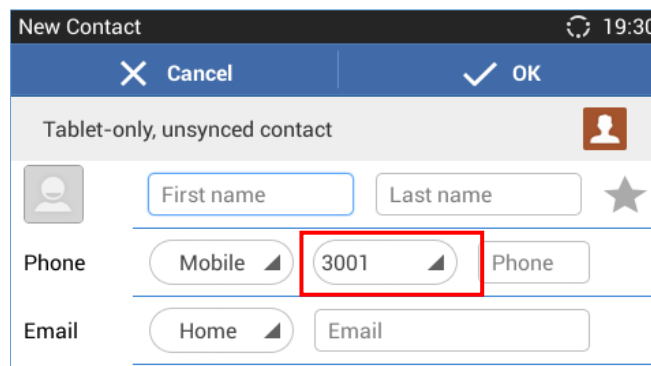 New Contact 19:30
Cancel OK
Tablet-only, unsynced contact
First name Last name
Phone Mobile 3001 Phone
Email Home Email